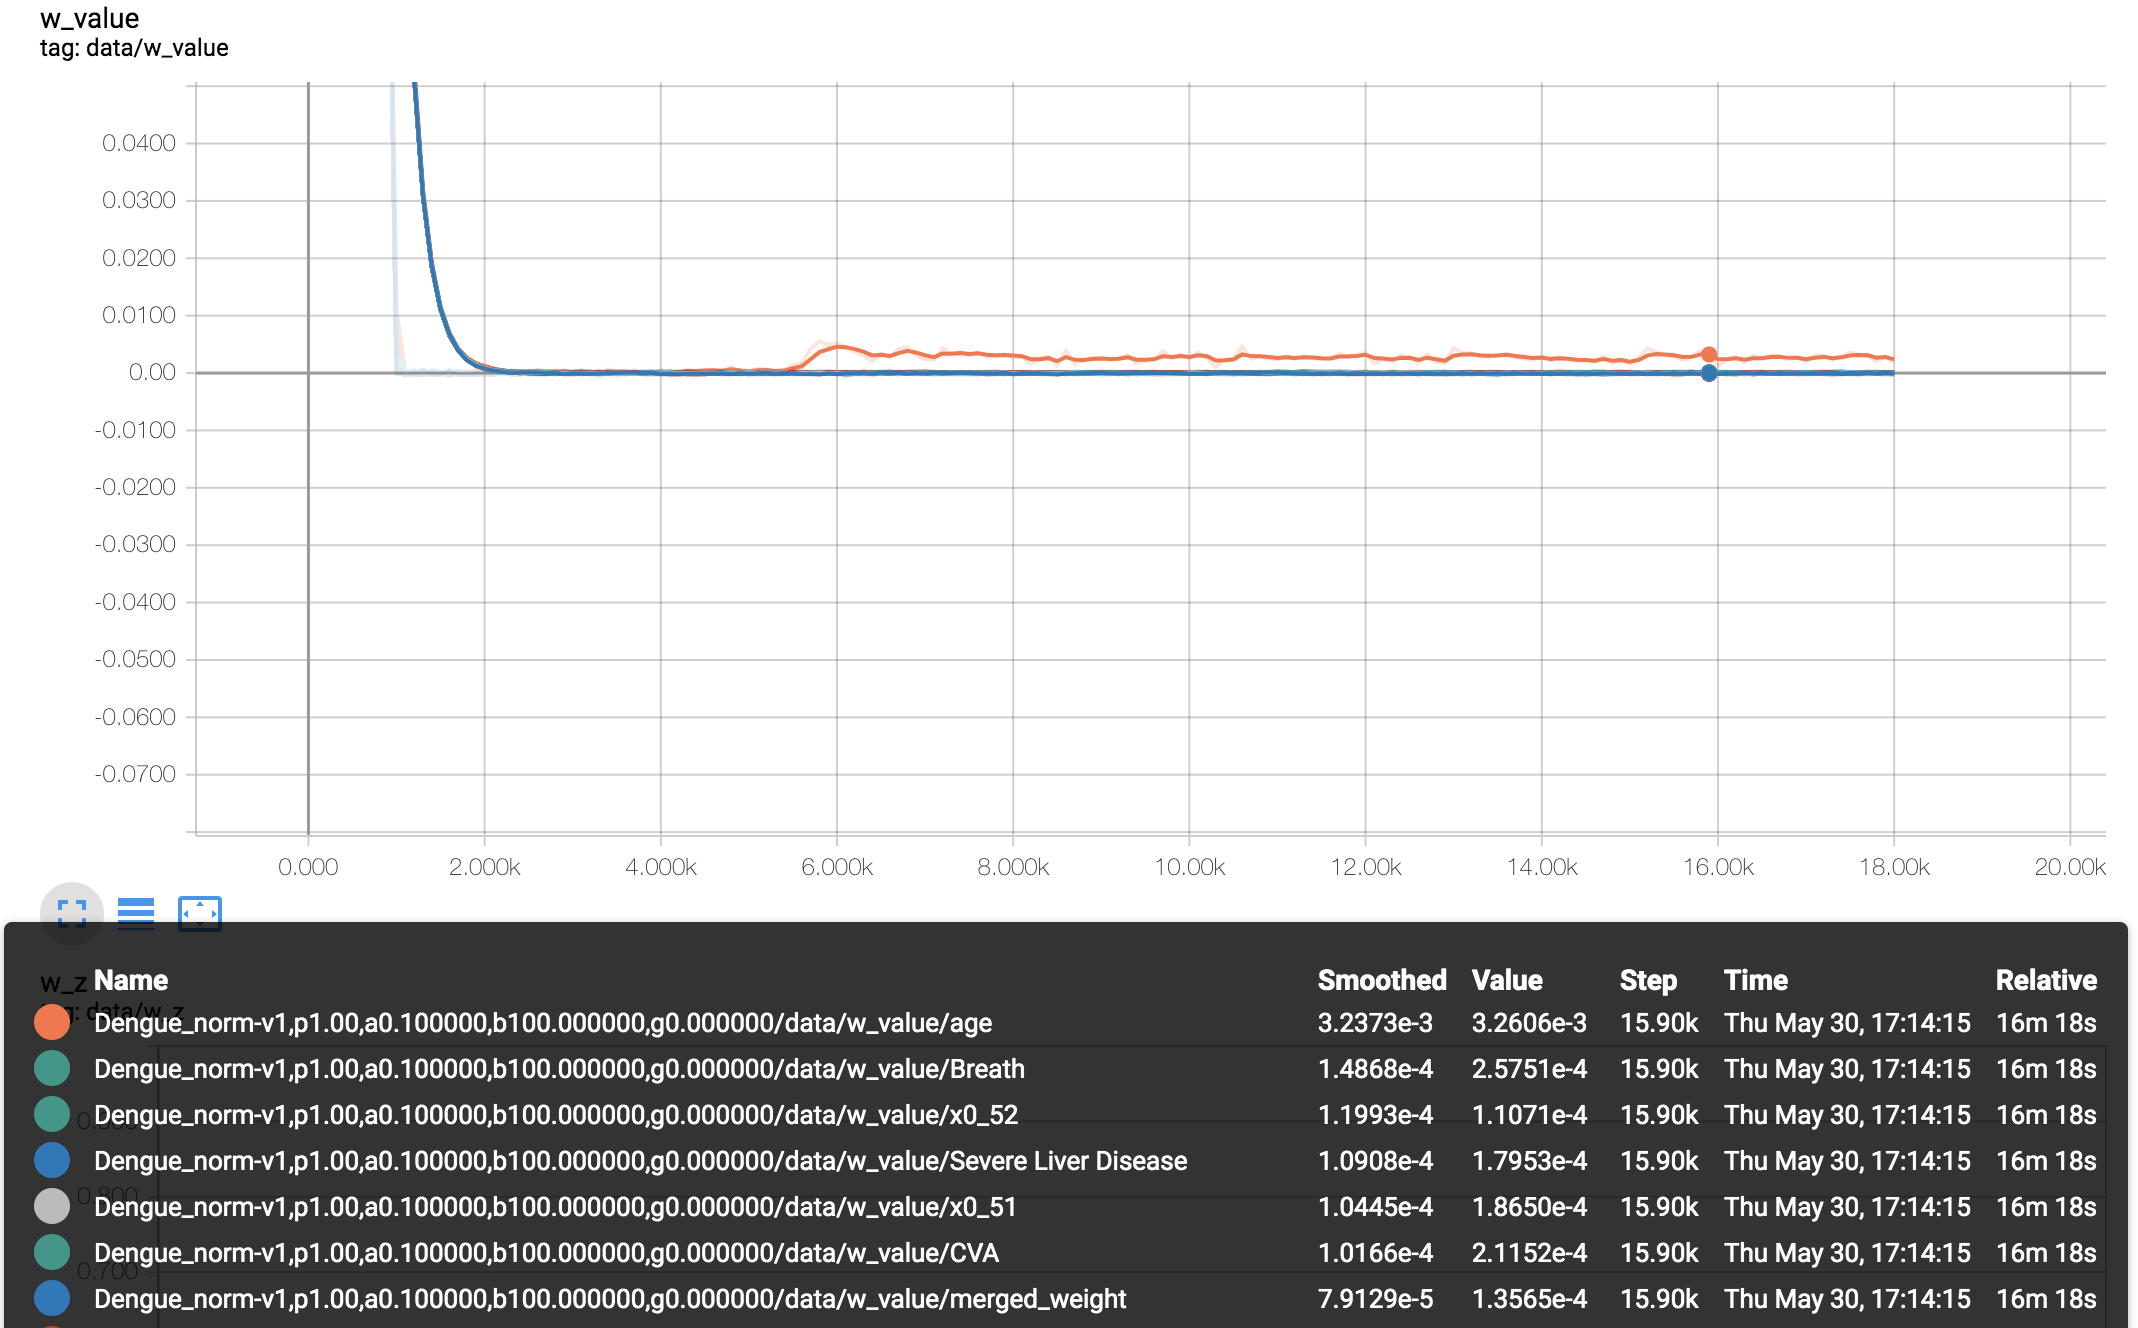 w_value
tag: data/w_value
0.0400
0.0300
0.0200
0.0100
0.00
-0.0100
-0.0200
-0.0300
-0.0400
-0.0500
-0.0600
-0.0700
0.000 2.000k 4.000k 6.000k 8.000k 10.00k 12.00k 14.00k 16.00k 18.00k 20.00k
w_z
tag: data/w_z
Name Smoothed Value Step Time Relative
Dengue_norm-v1,p1.00,a0.100000,b100.000000,g0.000000/data/w_value/age 3.2373e-3 3.2606e-3 15.90k Thu May 30, 17:14:15 16m 18s
Dengue_norm-v1,p1.00,a0.100000,b100.000000,g0.000000/data/w_value/Breath 1.4868e-4 2.5751e-4 15.90k Thu May 30, 17:14:15 16m 18s
Dengue_norm-v1,p1.00,a0.100000,b100.000000,g0.000000/data/w_value/x0_52 1.1993e-4 1.1071e-4 15.90k Thu May 30, 17:14:15 16m 18s
Dengue_norm-v1,p1.00,a0.100000,b100.000000,g0.000000/data/w_value/Severe Liver Disease 1.0908e-4 1.7953e-4 15.90k Thu May 30, 17:14:15 16m 18s
0.800
Dengue_norm-v1,p1.00,a0.100000,b100.000000,g0.000000/data/w_value/x0_51 1.0445e-4 1.8650e-4 15.90k Thu May 30, 17:14:15 16m 18s
Dengue_norm-v1,p1.00,a0.100000,b100.000000,g0.000000/data/w_value/CVA 1.0166e-4 2.1152e-4 15.90k Thu May 30, 17:14:15 16m 18s
0.700
Dengue_norm-v1,p1.00,a0.100000,b100.000000,g0.000000/data/w_value/merged_weight 7.9129e-5 1.3565e-4 15.90k Thu May 30, 17:14:15 16m 18s